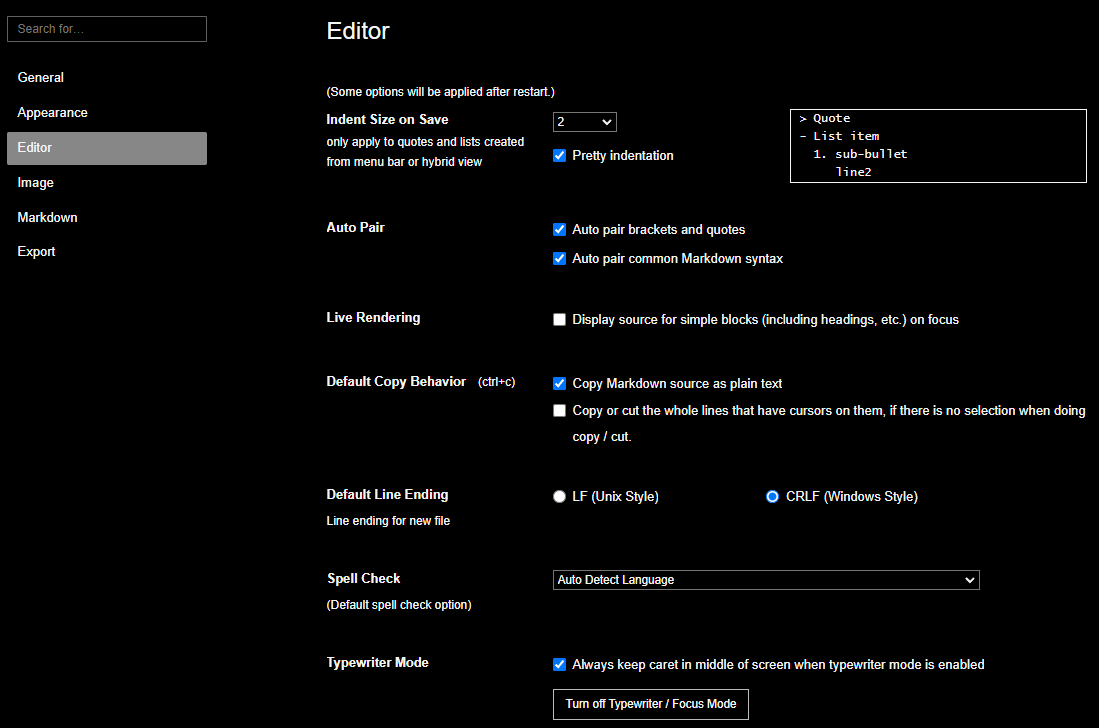 Search for…
General
Appearance
Editor
Image
Markdown
Export
Editor
(Some options will be applied after restart.)
Indent Size on Save
only apply to quotes and lists created
from menu bar or hybrid view
2
Pretty indentation
> Quote
- List item
1. sub-bullet
line2
Auto Pair
Auto pair brackets and quotes
Auto pair common Markdown syntax
Live Rendering
Display source for simple blocks (including headings, etc.) on focus
Default Copy Behavior (ctrl+c)
Copy Markdown source as plain text
Copy or cut the whole lines that have cursors on them, if there is no selection when doing
copy / cut.
Default Line Ending
Line ending for new file
LF (Unix Style)
CRLF (Windows Style)
Spell Check
(Default spell check option)
Auto Detect Language
Typewriter Mode
Always keep caret in middle of screen when typewriter mode is enabled
Turn off Typewriter / Focus Mode